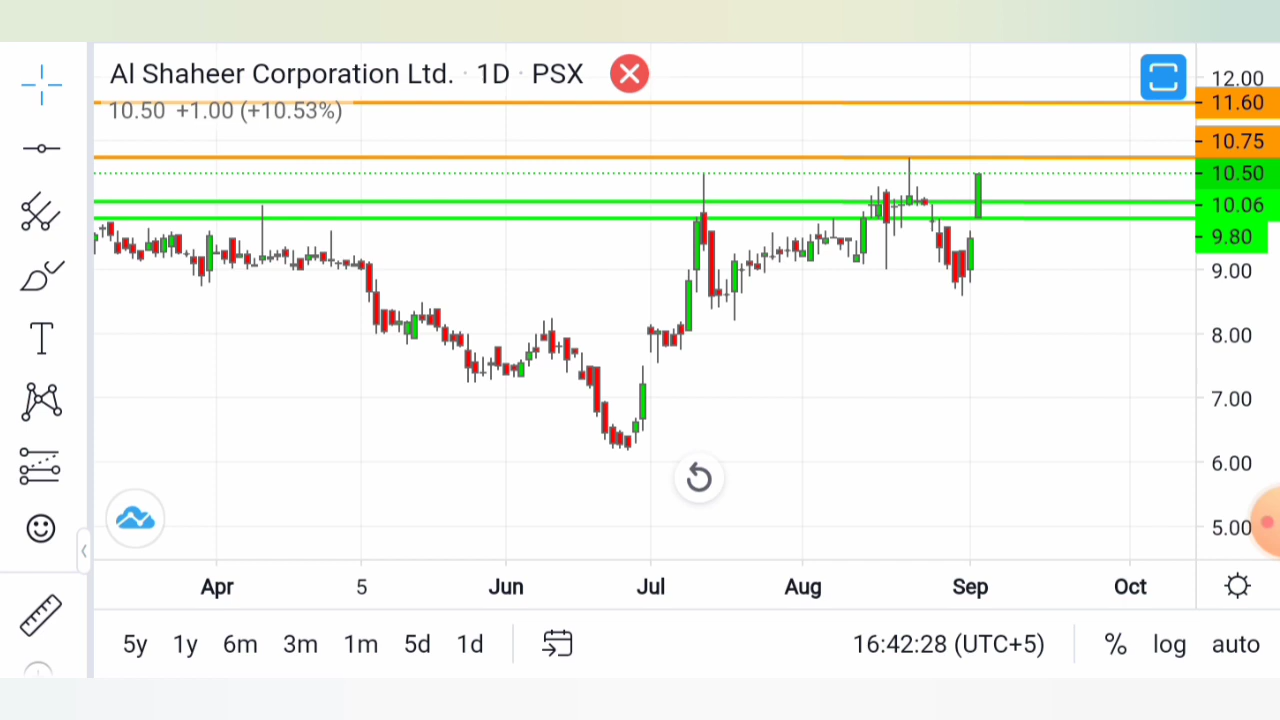 Al Shaheer Corporation Ltd. · 1D · PSX
10.50 +1.00 (+10.53%)
12.00
11.60
10.75
10.50
10.06
9.80
9.00
8.00
7.00
6.00
5.00
T
Apr 5 Jun Jul Aug Sep Oct
5y 1y 6m 3m 1m 5d 1d 16:42:28 (UTC+5) % log auto